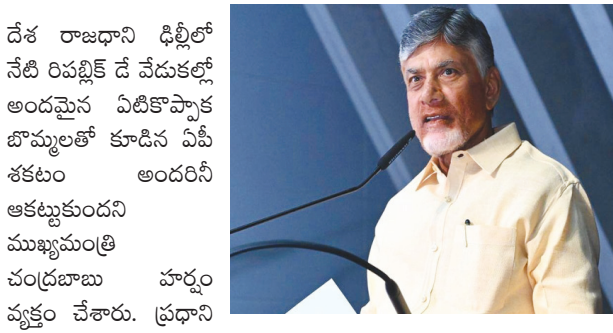 దేశ రాజధాని ఢిల్లీలో
నేటి రిపబ్లిక్ డే వేడుకల్లో
అందమైన ఏటికొప్పాక
బొమ్మలతో కూడిన ఏపీ
శకటం అందరినీ
ఆకట్టుకుందని
ముఖ్యమంత్రి
చంద్రబాబు హర్షం
వ్యక్తం చేశారు. ప్రధాని